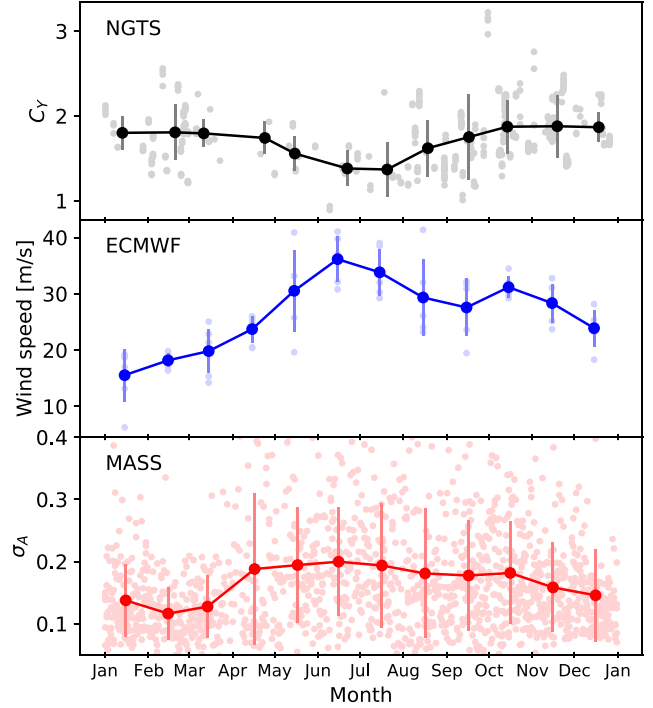 NGTS
3
2
1
C_Y
ECMWF
40
30
20
10
Wind speed [m/s]
MASS
0.4
0.3
0.2
0.1
σ_A
Jan Feb Mar Apr May Jun Jul Aug Sep Oct Nov Dec Jan
Month